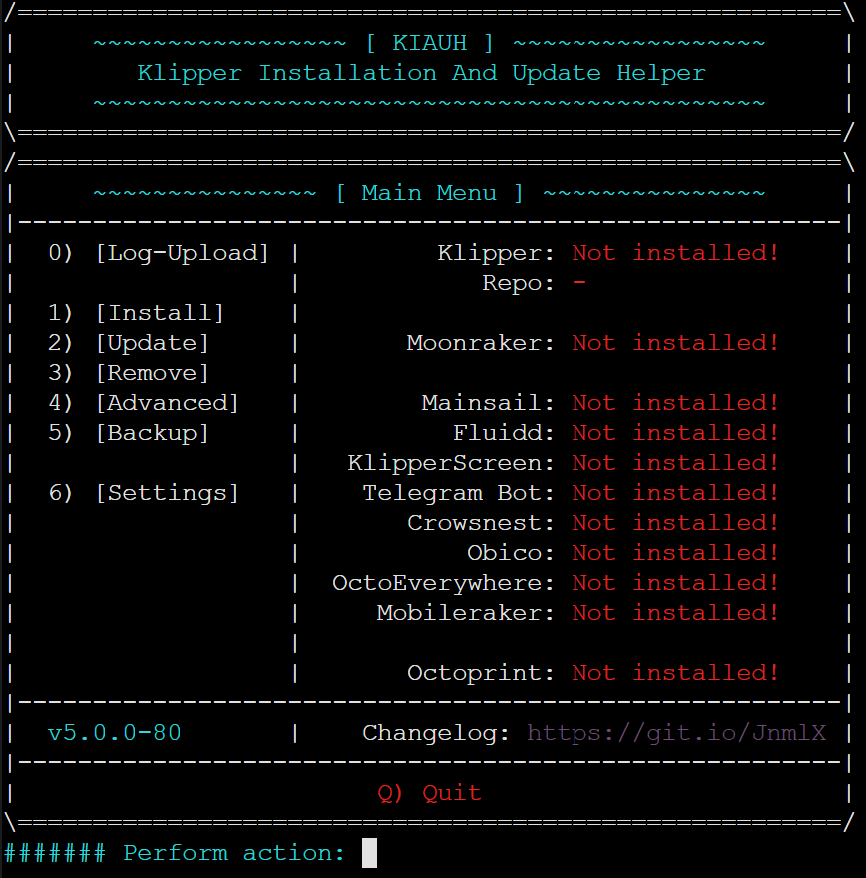 /=======================================================\
|     ~~~~~~~~~~~~~~~~~ [ KIAUH ] ~~~~~~~~~~~~~~~~~     |
|        Klipper Installation And Update Helper         |
|     ~~~~~~~~~~~~~~~~~~~~~~~~~~~~~~~~~~~~~~~~~~~~~     |
\=======================================================/
/=======================================================\
|     ~~~~~~~~~~~~~~~ [ Main Menu ] ~~~~~~~~~~~~~~~     |
|-------------------------------------------------------|
|  0) [Log-Upload] |         Klipper: Not installed!    |
|                  |            Repo: -                 |
|  1) [Install]    |                                    |
|  2) [Update]     |       Moonraker: Not installed!    |
|  3) [Remove]     |                                    |
|  4) [Advanced]   |        Mainsail: Not installed!    |
|  5) [Backup]     |          Fluidd: Not installed!    |
|                  |   KlipperScreen: Not installed!    |
|  6) [Settings]   |    Telegram Bot: Not installed!    |
|                  |       Crowsnest: Not installed!    |
|                  |           Obico: Not installed!    |
|                  |  OctoEverywhere: Not installed!    |
|                  |     Mobileraker: Not installed!    |
|                  |                                    |
|                  |       Octoprint: Not installed!    |
|-------------------------------------------------------|
|  v5.0.0-80       |    Changelog: https://git.io/JnmlX |
|-------------------------------------------------------|
|                        Q) Quit                        |
\=======================================================/
####### Perform action: